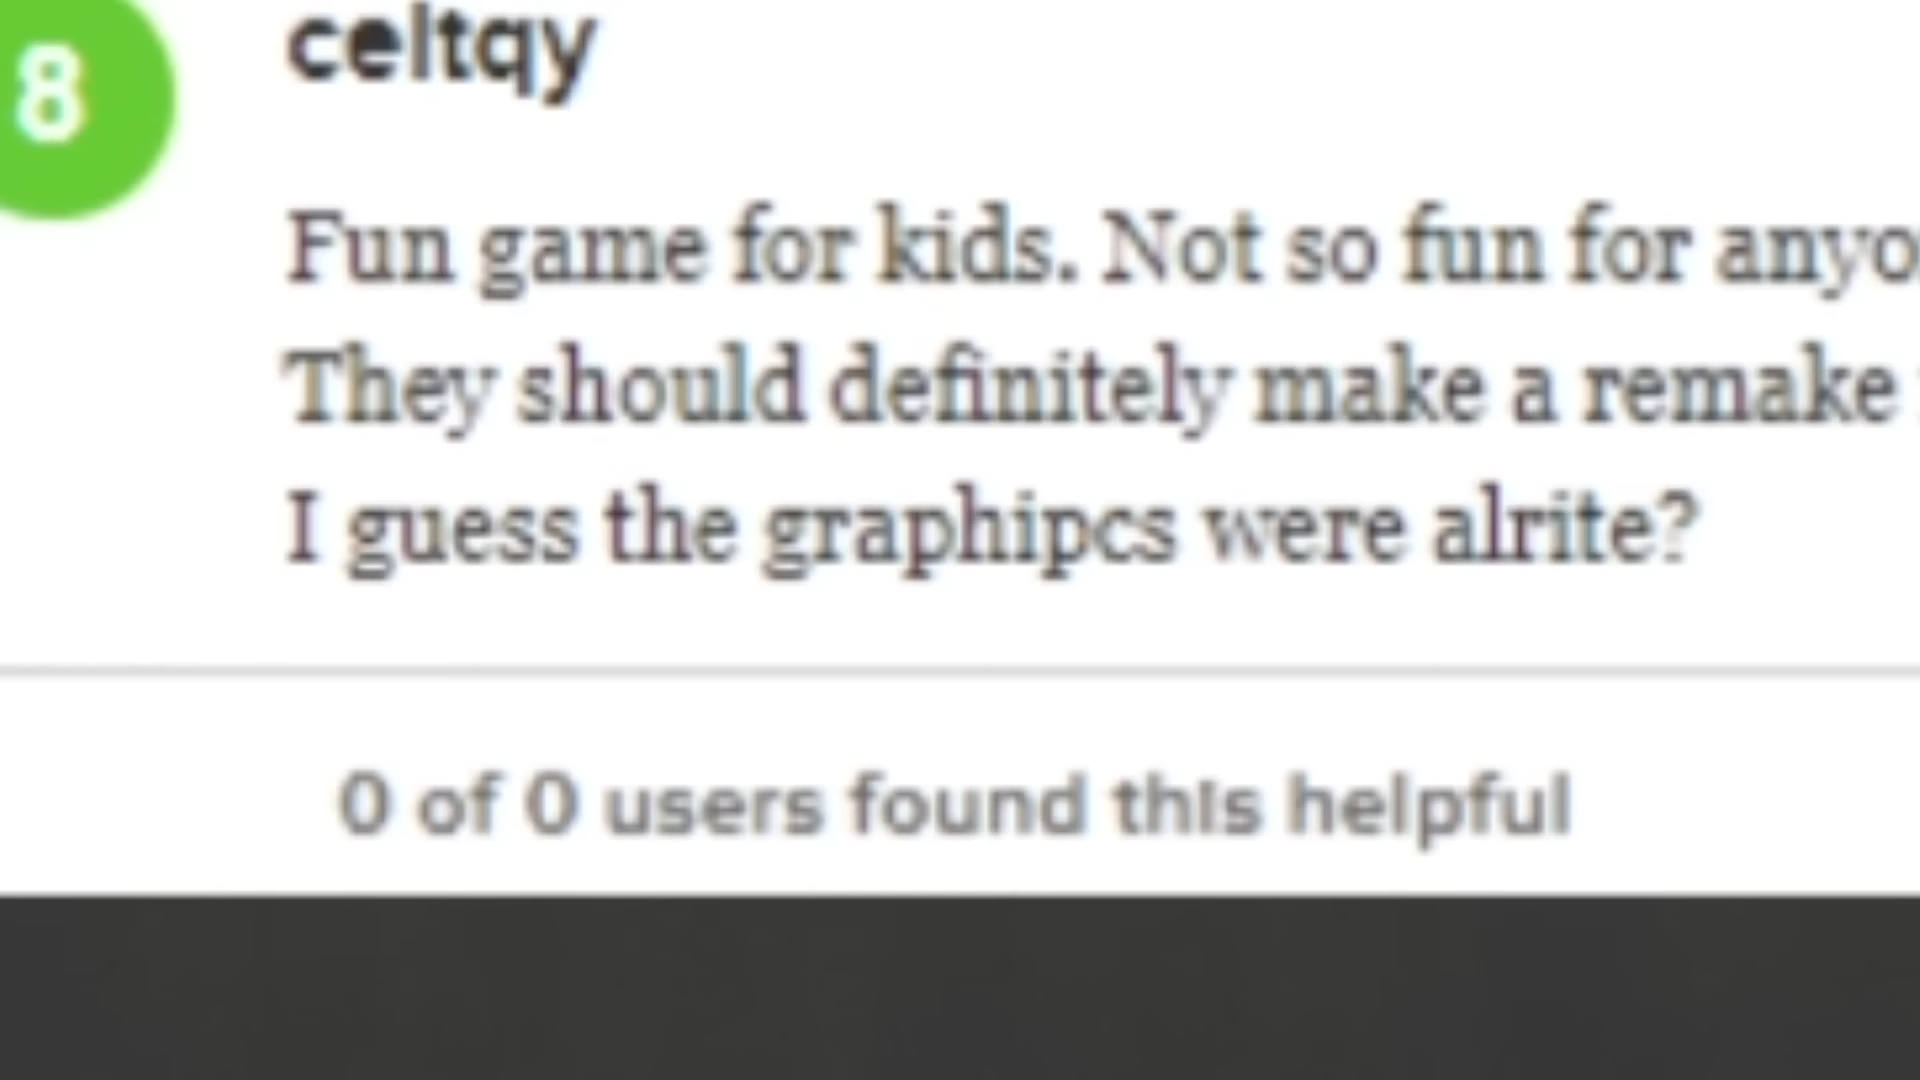 celtqy
8
Fun game for kids. Not so fun for
They should definitely make a remake
I guess the graphipcs were alrite?
0 of 0 users found this helpful